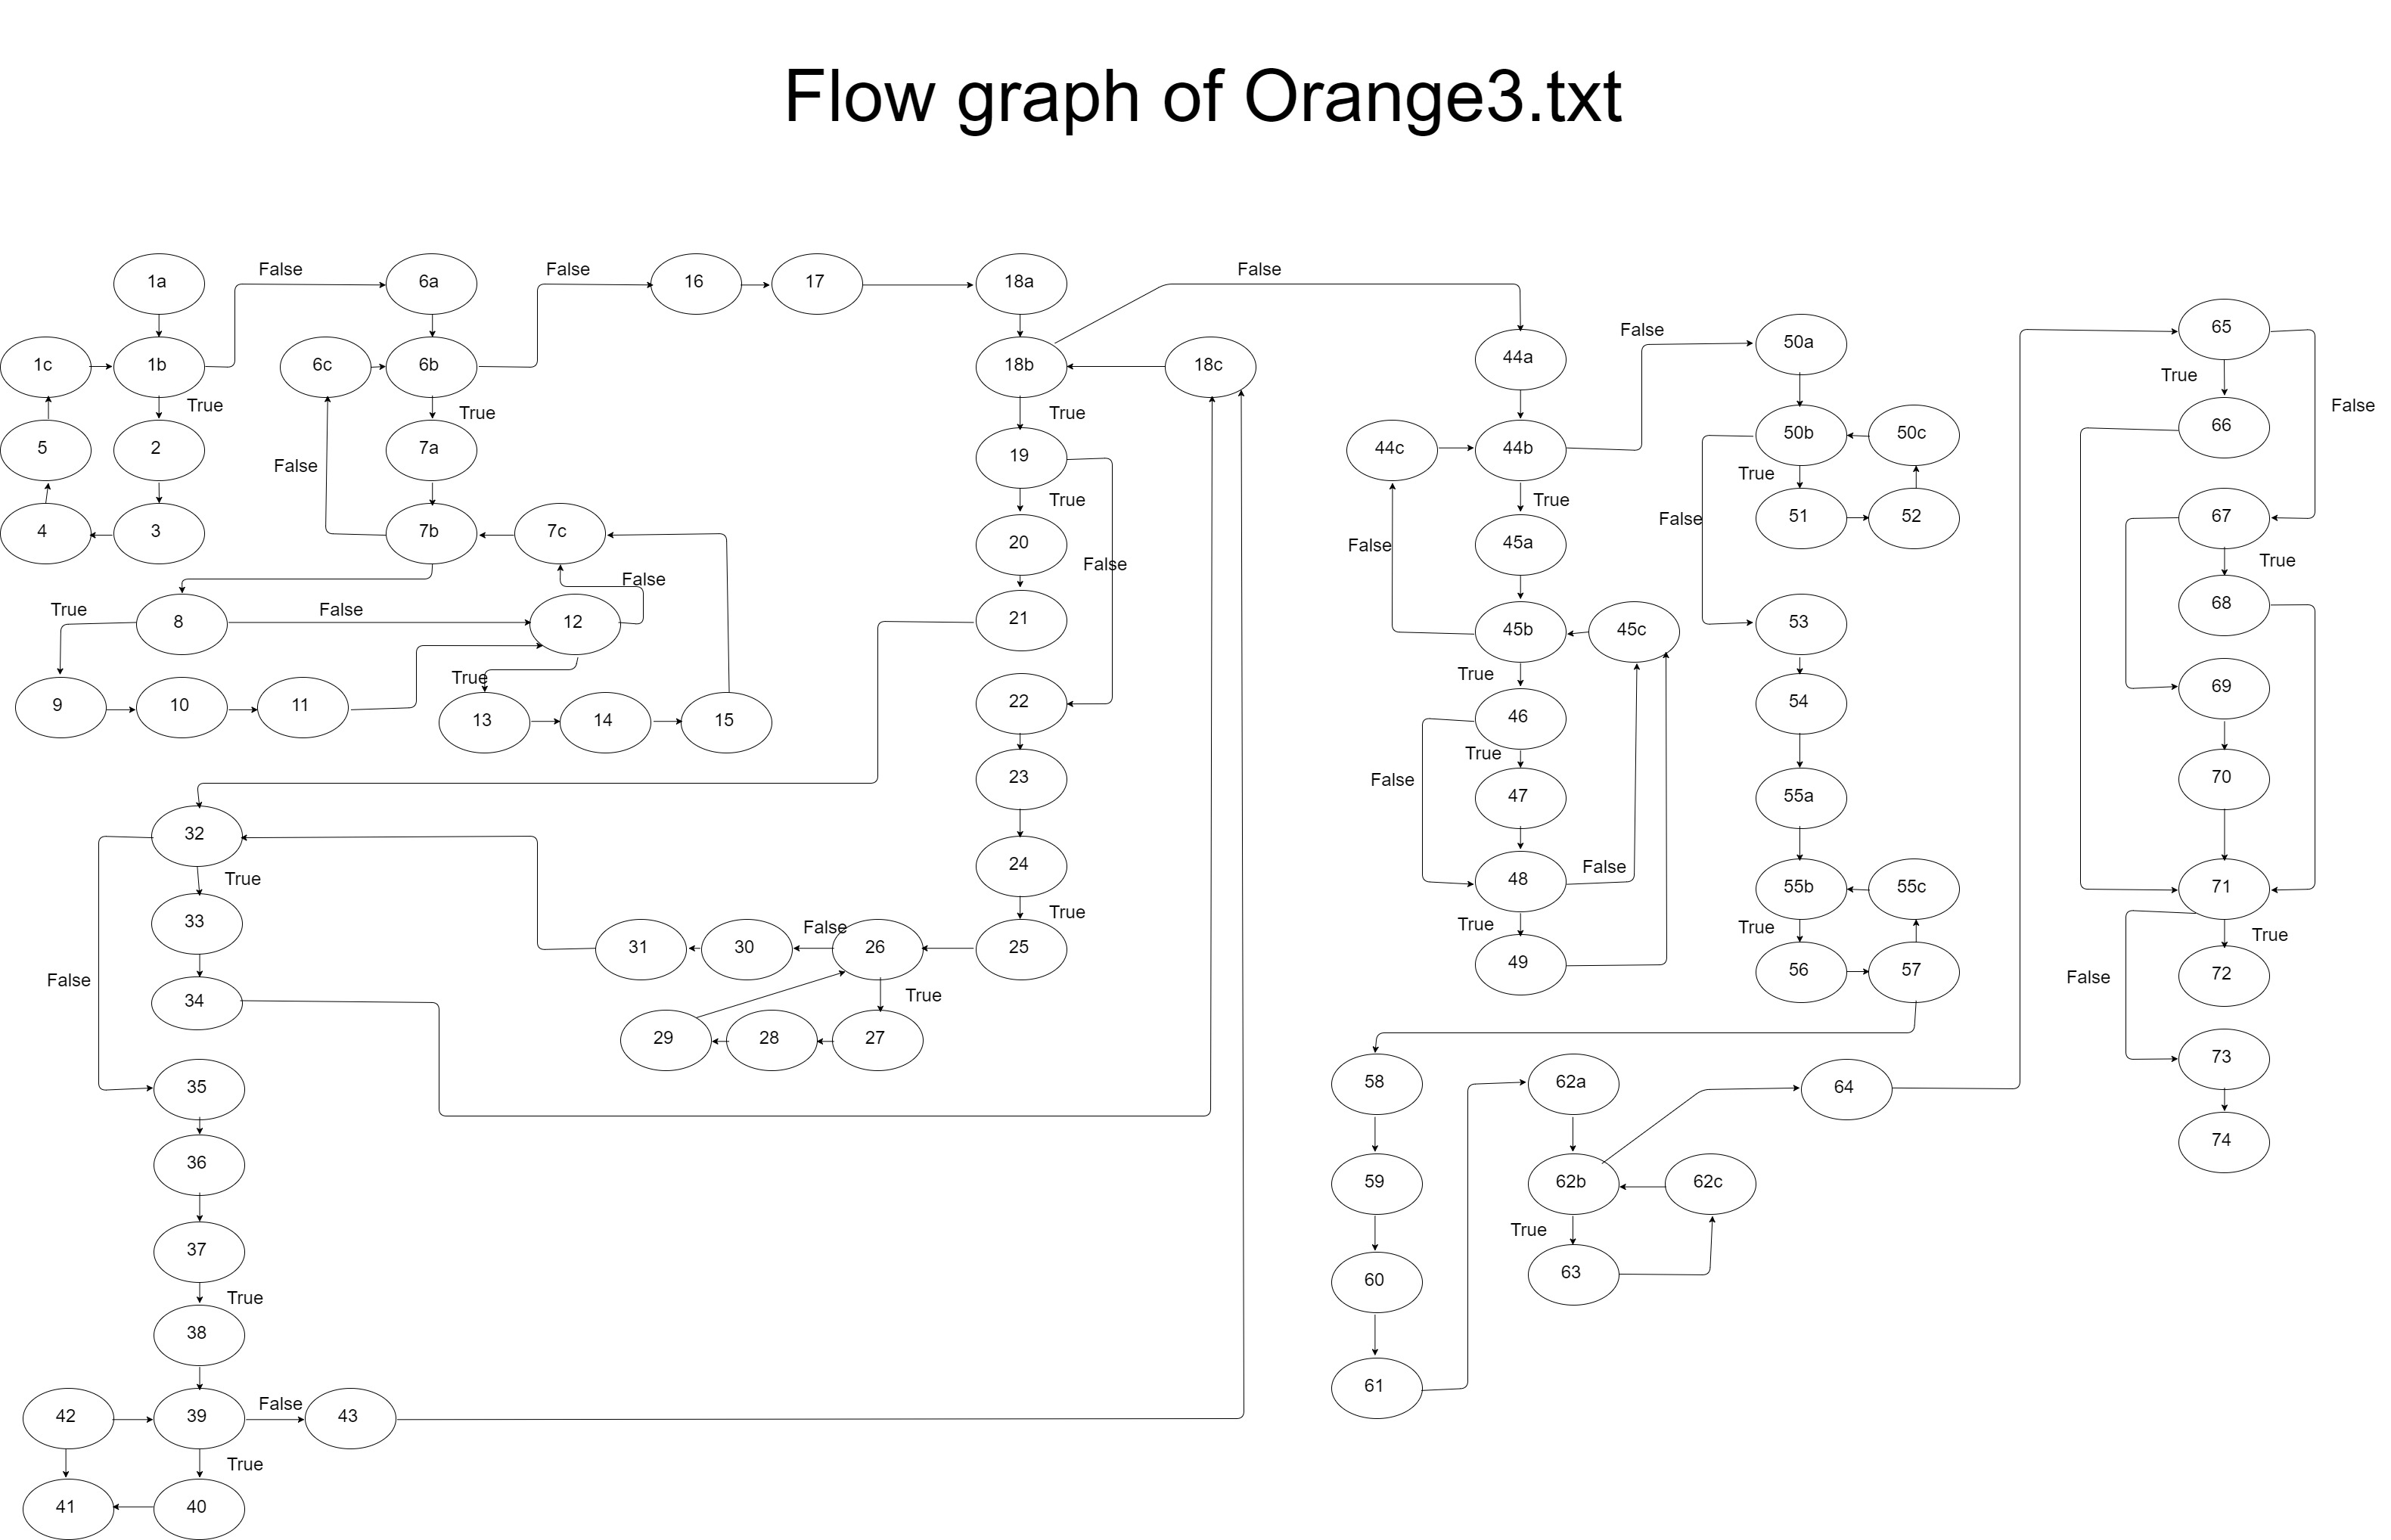 Flow graph of Orange3.txt
1a
False
6a
False
16
17
18a
False
1c
1b
True
6c
6b
True
18b
18c
True
5
2
False
7a
19
True
4
3
7b
7c
20
False
True
8
False
12
False
21
9
10
11
True
13
14
15
22
23
32
True
24
True
33
31
30
False
26
25
False
34
True
29
28
27
35
36
37
True
38
42
39
False
43
True
41
40
44a
False
50a
44c
44b
True
50b
50c
True
False
45a
False
51
52
45b
45c
True
53
46
True
54
False
47
55a
48
False
True
55b
55c
True
49
56
57
58
62a
64
59
62b
62c
True
60
63
61
65
True
False
66
67
True
68
69
70
71
True
False
72
73
74